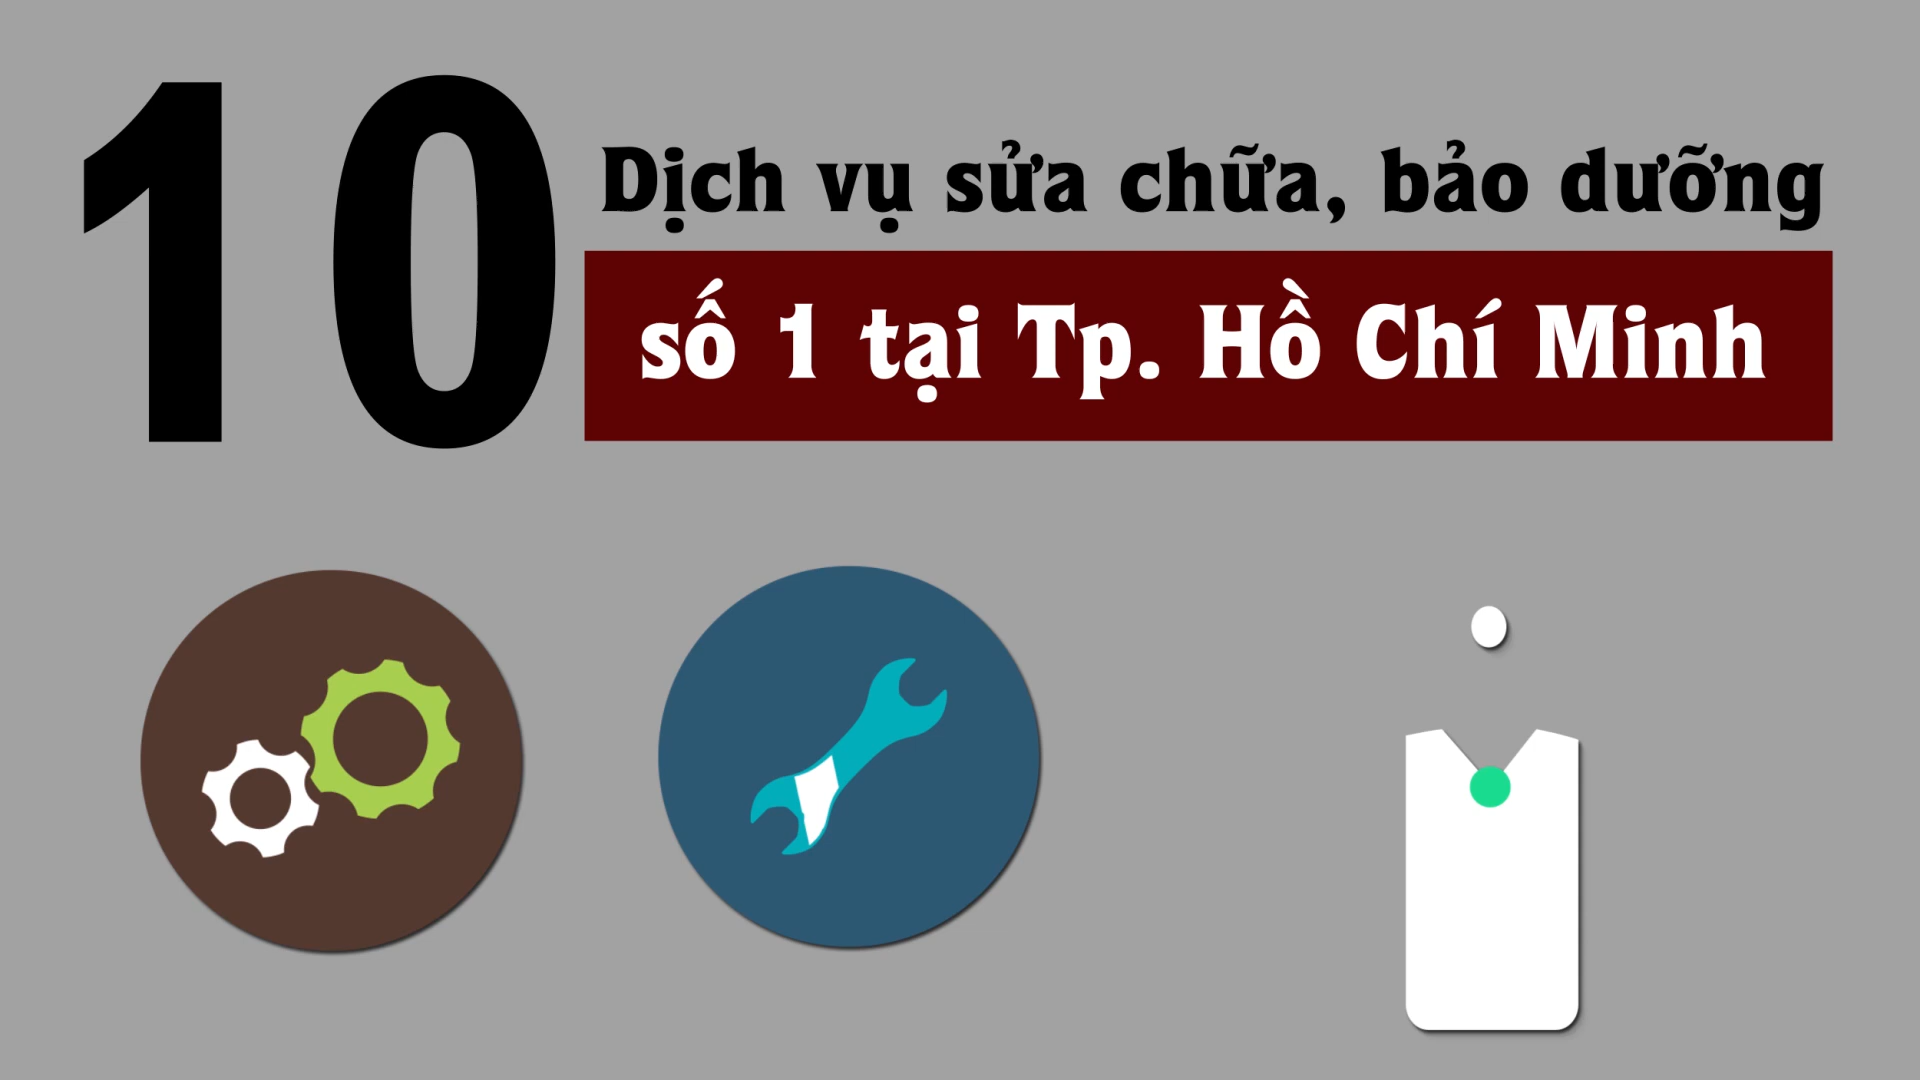 10
Dịch vụ sửa chữa, bảo dưỡng
số 1 tại Tp. Hồ Chí Minh